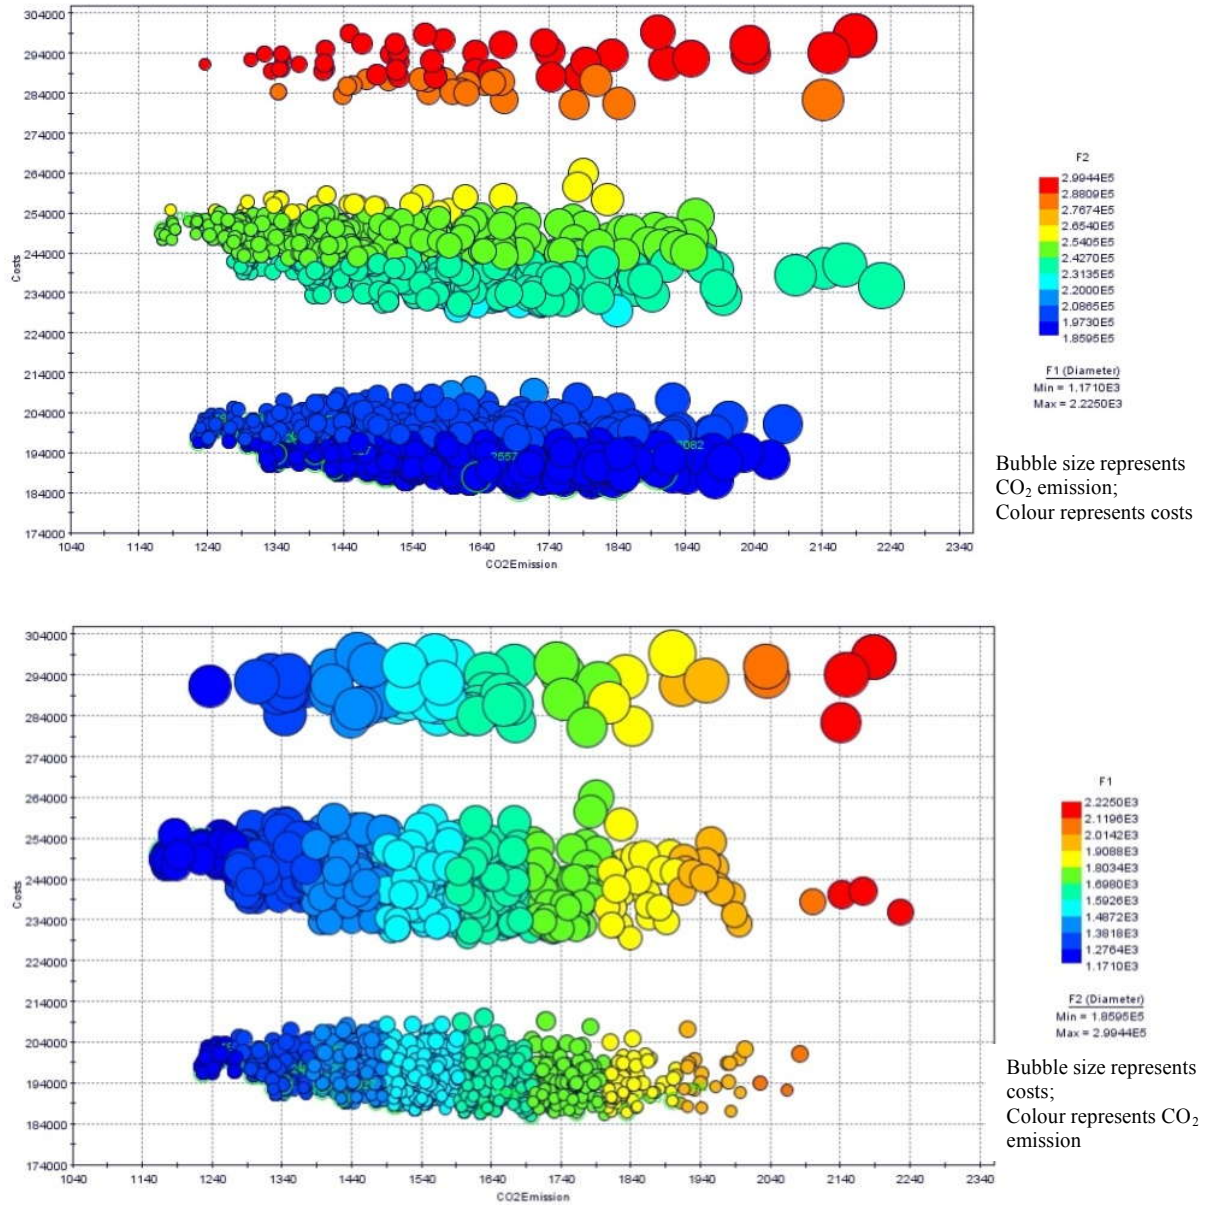 304000
294000
284000
274000
264000
254000
244000
234000
224000
214000
204000
194000
184000
174000
Costs
2557
2082
1040 1140 1240 1340 1440 1540 1640 1740 1840 1940 2040 2140 2240 2340
CO2Emission
F2
2.9944E5
2.8809E5
2.7674E5
2.6540E5
2.5405E5
2.4270E5
2.3135E5
2.2000E5
2.0865E5
1.9730E5
1.8595E5
F1 (Diameter)
Min = 1.1710E3
Max = 2.2250E3
Bubble size represents
CO2 emission;
Colour represents costs
304000
294000
284000
274000
264000
254000
244000
234000
224000
214000
204000
194000
184000
174000
Costs
1040 1140 1240 1340 1440 1540 1640 1740 1840 1940 2040 2140 2240 2340
CO2Emission
F1
2.2250E3
2.1196E3
2.0142E3
1.9088E3
1.8034E3
1.6980E3
1.5926E3
1.4872E3
1.3818E3
1.2764E3
1.1710E3
F2 (Diameter)
Min = 1.8595E5
Max = 2.9944E5
Bubble size represents
costs;
Colour represents CO2
emission